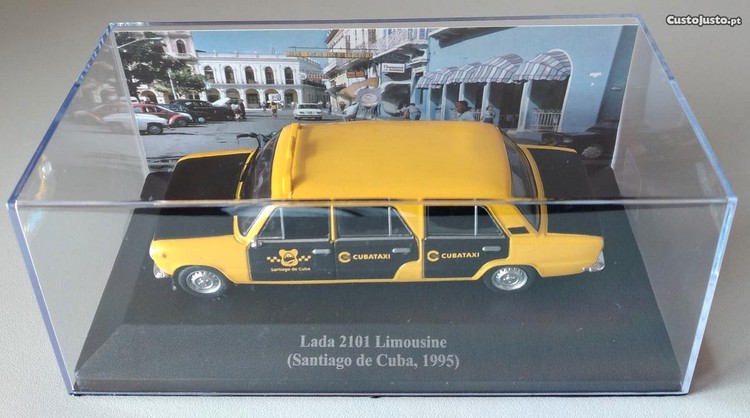 CustoJusto.pt
Santiago de Cuba
CUBATAXI
CUBATAXI
Lada 2101 Limousine
(Santiago de Cuba, 1995)